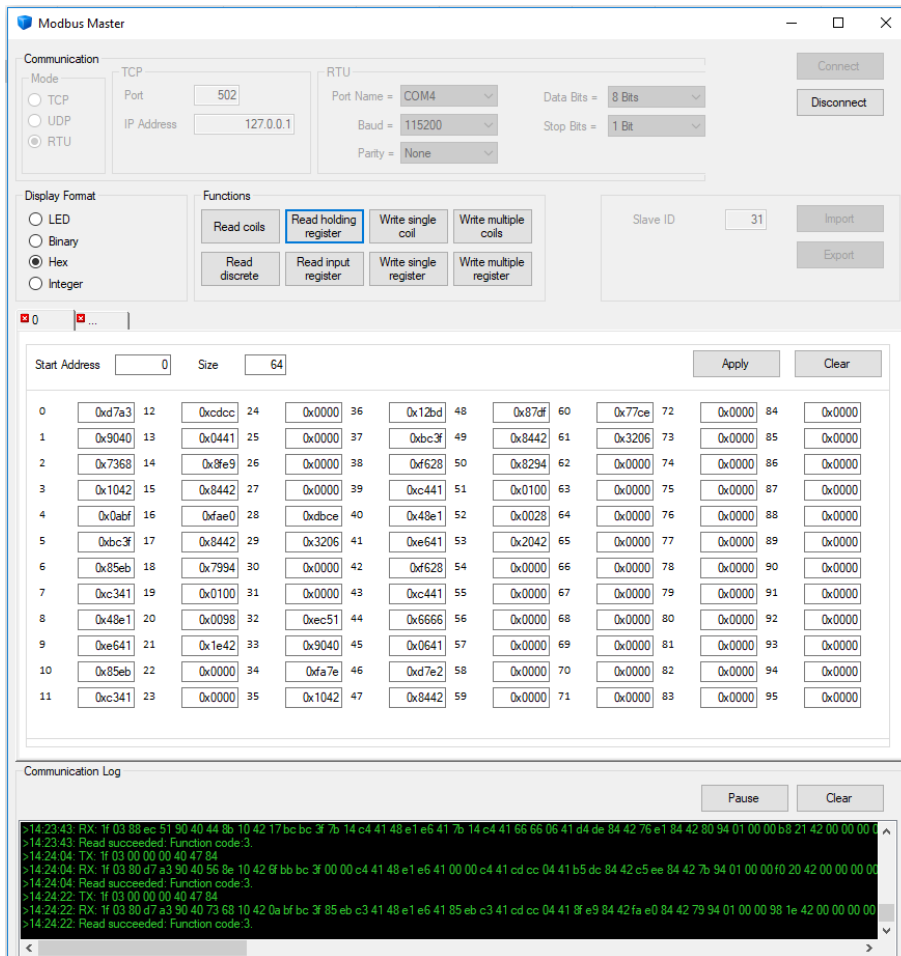 Modbus Master
Communication
Mode
TCP
UDP
RTU
TCP
Port 502
IP Address 127.0.0.1
RTU
Port Name = COM4
Baud = 115200
Parity = None
Data Bits = 8 Bits
Stop Bits = 1 Bit
Connect
Disconnect
Display Format
LED
Binary
Hex
Integer
Functions
Read coils
Read holding register
Write single coil
Write multiple coils
Read discrete
Read input register
Write single register
Write multiple register
Slave ID 31
Import
Export
0 ...
Start Address 0 Size 64 Apply Clear
0 0xd7a3 12 0xcdcc 24 0x0000 36 0x12bd 48 0x87df 60 0x77ce 72 0x0000 84 0x0000
1 0x9040 13 0x0441 25 0x0000 37 0xbc3f 49 0x8442 61 0x3206 73 0x0000 85 0x0000
2 0x7368 14 0x8fe9 26 0x0000 38 0xf628 50 0x8294 62 0x0000 74 0x0000 86 0x0000
3 0x1042 15 0x8442 27 0x0000 39 0xc441 51 0x0100 63 0x0000 75 0x0000 87 0x0000
4 0x0abf 16 0xfae0 28 0xdbce 40 0x48e1 52 0x0028 64 0x0000 76 0x0000 88 0x0000
5 0xbc3f 17 0x8442 29 0x3206 41 0xe641 53 0x2042 65 0x0000 77 0x0000 89 0x0000
6 0x85eb 18 0x7994 30 0x0000 42 0xf628 54 0x0000 66 0x0000 78 0x0000 90 0x0000
7 0xc341 19 0x0100 31 0x0000 43 0xc441 55 0x0000 67 0x0000 79 0x0000 91 0x0000
8 0x48e1 20 0x0098 32 0xec51 44 0x6666 56 0x0000 68 0x0000 80 0x0000 92 0x0000
9 0xe641 21 0x1e42 33 0x9040 45 0x0641 57 0x0000 69 0x0000 81 0x0000 93 0x0000
10 0x85eb 22 0x0000 34 0xfa7e 46 0xd7e2 58 0x0000 70 0x0000 82 0x0000 94 0x0000
11 0xc341 23 0x0000 35 0x1042 47 0x8442 59 0x0000 71 0x0000 83 0x0000 95 0x0000
Communication Log
Pause Clear
>14:23:43: RX: 1f 03 88 ec 51 90 40 44 8b 10 42 17 bc bc 3f 7b 14 c4 41 48 e1 e6 41 7b 14 c4 41 66 66 06 41 d4 de 84 42 76 e1 84 42 80 94 01 00 00 b8 21 42 00 00 00 0
>14:23:43: Read succeeded: Function code:3.
>14:24:04: TX: 1f 03 00 00 00 40 47 84
>14:24:04: RX: 1f 03 80 d7 a3 90 40 56 8e 10 42 6f bb bc 3f 00 00 c4 41 48 e1 e6 41 00 00 c4 41 cd cc 04 41 b5 dc 84 42 c5 ee 84 42 7b 94 01 00 00 f0 20 42 00 00 00 00
>14:24:04: Read succeeded: Function code:3.
>14:24:22: TX: 1f 03 00 00 00 40 47 84
>14:24:22: RX: 1f 03 80 d7 a3 90 40 73 68 10 42 0a bf bc 3f 85 eb c3 41 48 e1 e6 41 85 eb c3 41 cd cc 04 41 8f e9 84 42 fa e0 84 42 79 94 01 00 00 98 1e 42 00 00 00 00
>14:24:22: Read succeeded: Function code:3.